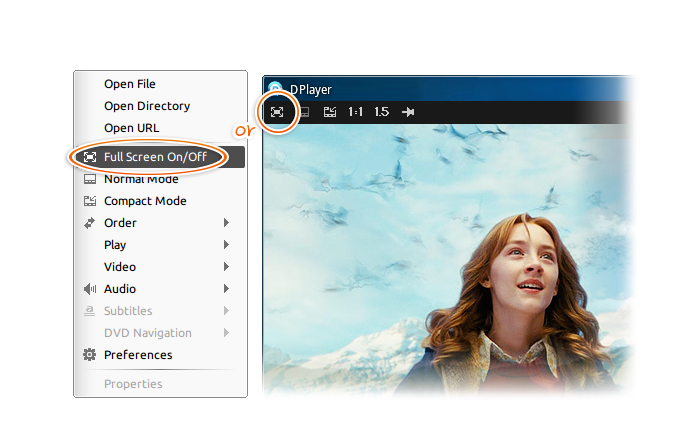 Open File
Open Directory
Open URL
Full Screen On/Off
Normal Mode
Compact Mode
Order
Play
Video
Audio
a Subtitles
DVD Navigation
Preferences
Properties
or
DPlayer
1:1 1.5